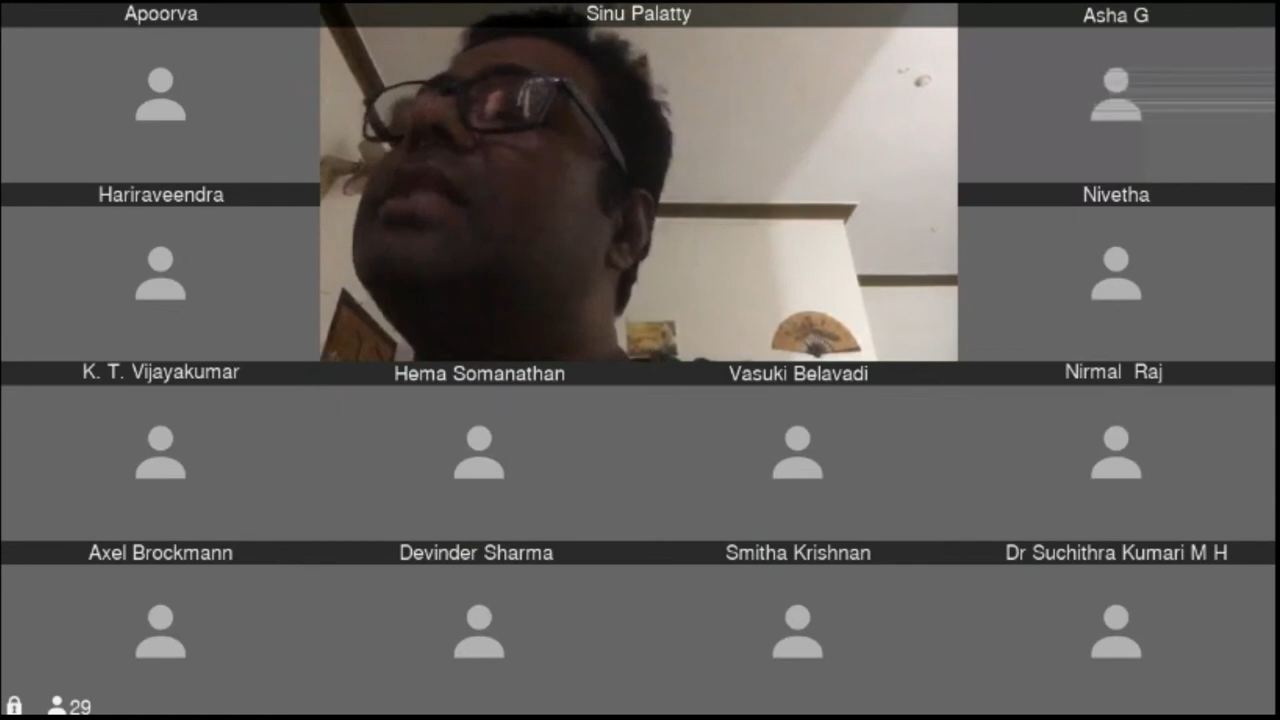 Apoorva
Sinu Palatty
Asha G
Hariraveendra
Nivetha
K. T. Vijayakumar
Hema Somanathan
Vasuki Belavadi
Nirmal Raj
Axel Brockmann
Devinder Sharma
Smitha Krishnan
Dr Suchithra Kumari M H
29